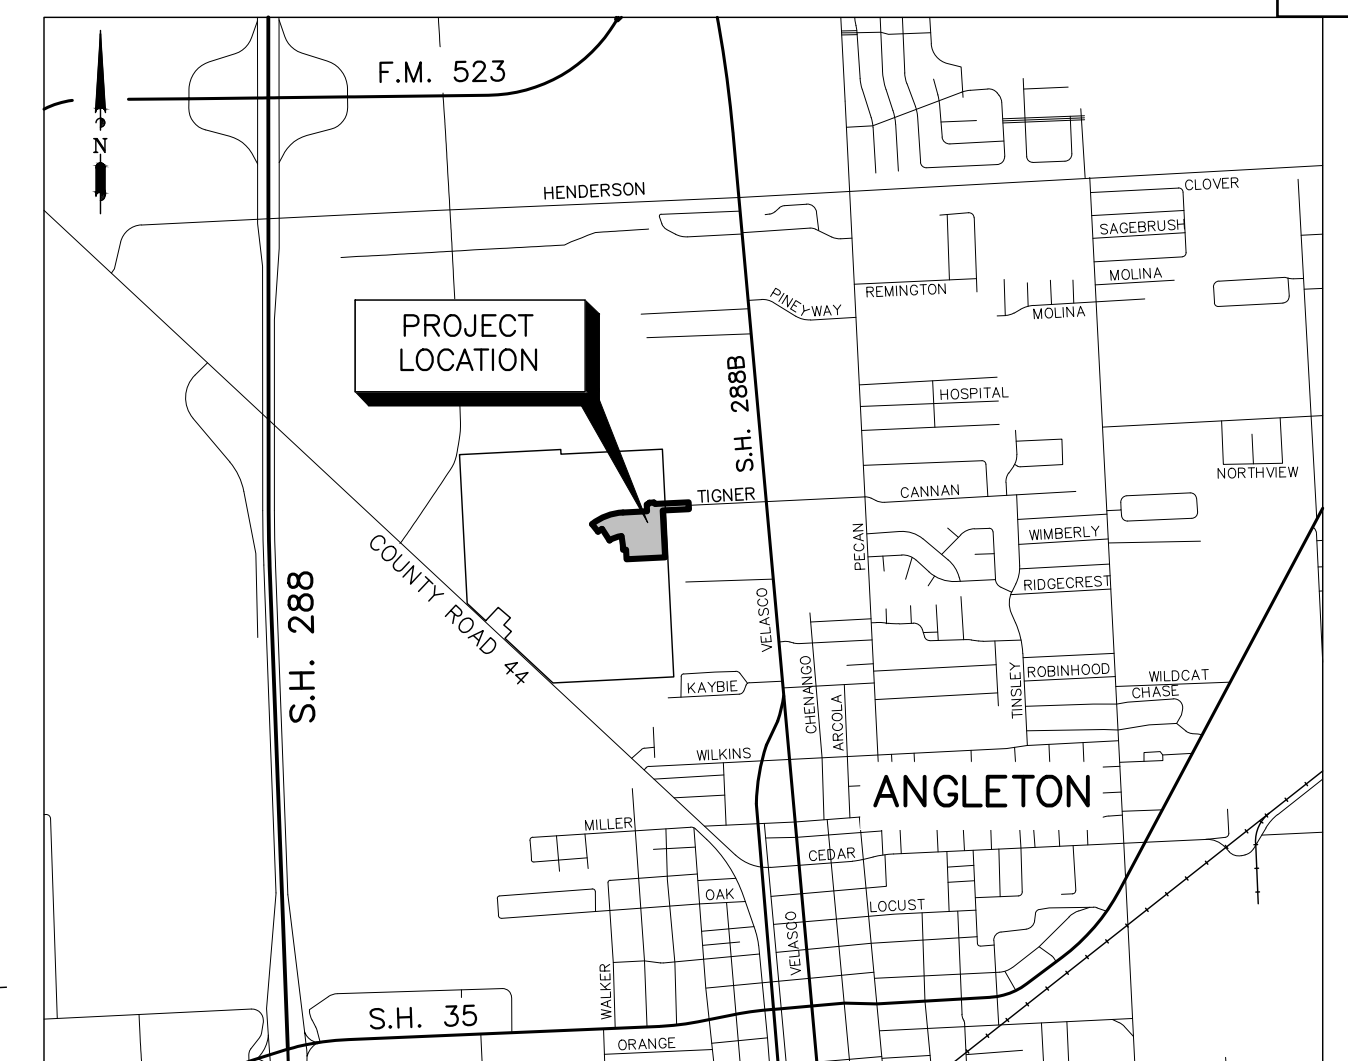 F.M. 523
N
HENDERSON
CLOVER
SAGEBRUSH
MOLINA
REMINGTON
MOLINA
PINEYWAY
PROJECT
LOCATION
S.H. 288B
HOSPITAL
NORTHVIEW
TIGNER
CANNAN
PECAN
WIMBERLY
RIDGECREST
COUNTY ROAD 44
S.H. 288
VELASCO
CHENANGO
ARCOLA
TINSLEY
ROBINHOOD
WILDCAT
CHASE
KAYBIE
WILKINS
ANGLETON
MILLER
CEDAR
OAK
LOCUST
VELASCO
WALKER
S.H. 35
ORANGE